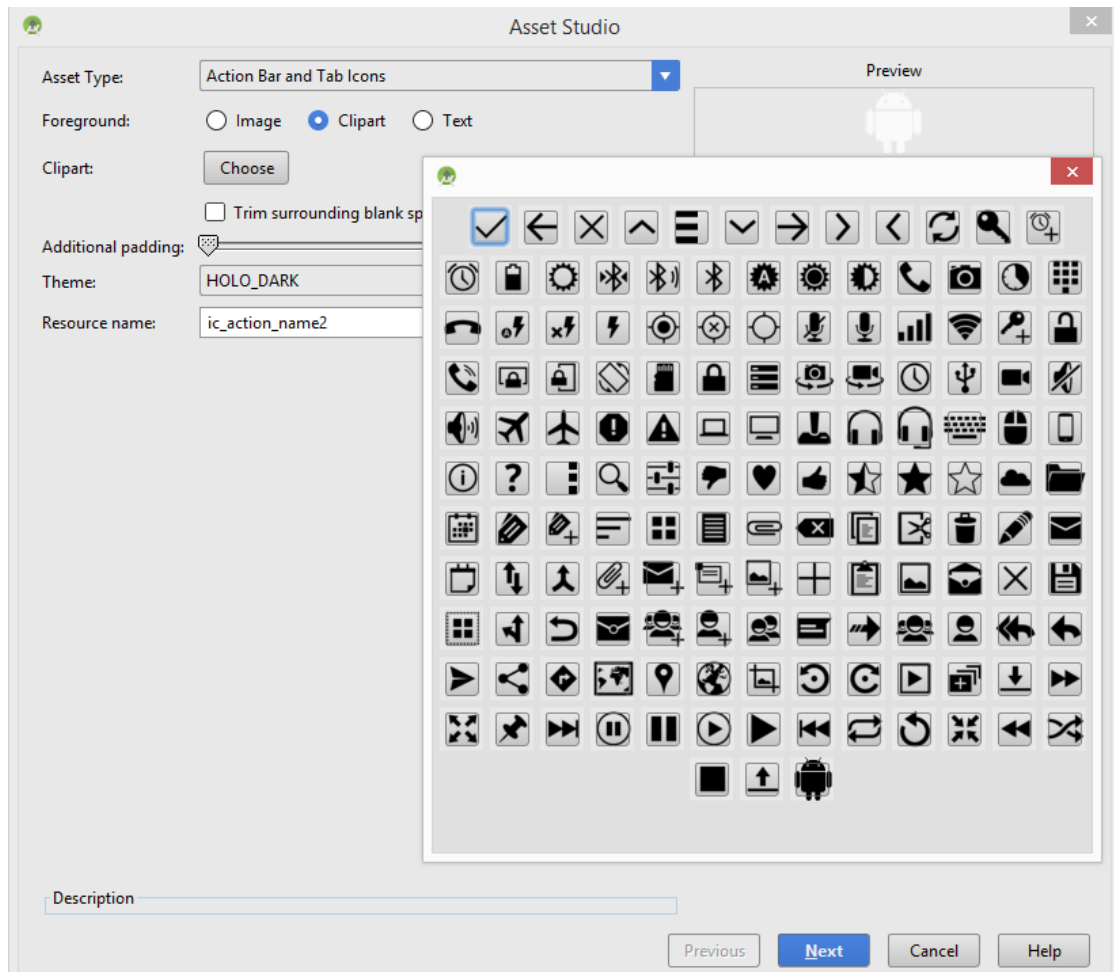 Asset Studio
Asset Type:
Action Bar and Tab Icons
Preview
Foreground:
Image
Clipart
Text
Clipart:
Choose
Trim surrounding blank sp
Additional padding:
Theme:
HOLO_DARK
Resource name:
ic_action_name2
Description
Previous
Next
Cancel
Help